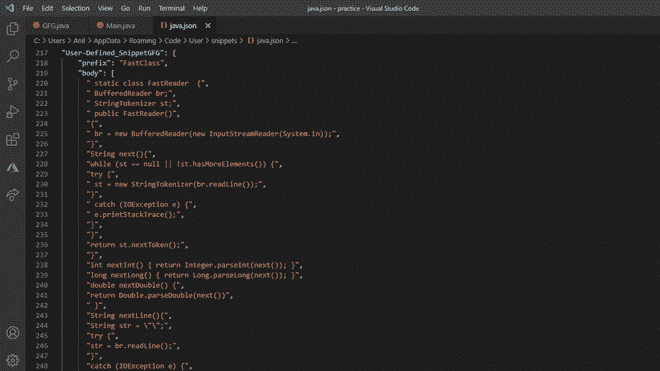 File Edit Selection View Go Run Terminal Help java.json - practice - Visual Studio Code
GFG.java Main.java {} java.json ×
C: > Users > Anil > AppData > Roaming > Code > User > snippets > {} java.json > ...
217 "User-Defined_SnippetGFG": {
218 "prefix": "FastClass",
219 "body": [
220 " static class FastReader  {",
221 " BufferedReader br;",
222 " StringTokenizer st;",
223 " public FastReader()",
224 "{",
225 " br = new BufferedReader(new InputStreamReader(System.in));",
226 "}",
227 "String next(){",
228 "while (st == null || !st.hasMoreElements()) {",
229 "try {",
230 " st = new StringTokenizer(br.readLine());",
231 "}",
232 " catch (IOException e) {",
233 " e.printStackTrace();",
234 "}",
235 "}",
236 "return st.nextToken();",
237 "}",
238 "int nextInt() { return Integer.parseInt(next()); }",
239 "long nextLong() { return Long.parseLong(next()); }",
240 "double nextDouble() {",
241 "return Double.parseDouble(next())",
242 " }",
243 "String nextLine(){",
244 "String str = \"\";",
245 "try {",
246 "str = br.readLine();",
247 "}",
248 "catch (IOException e) {",